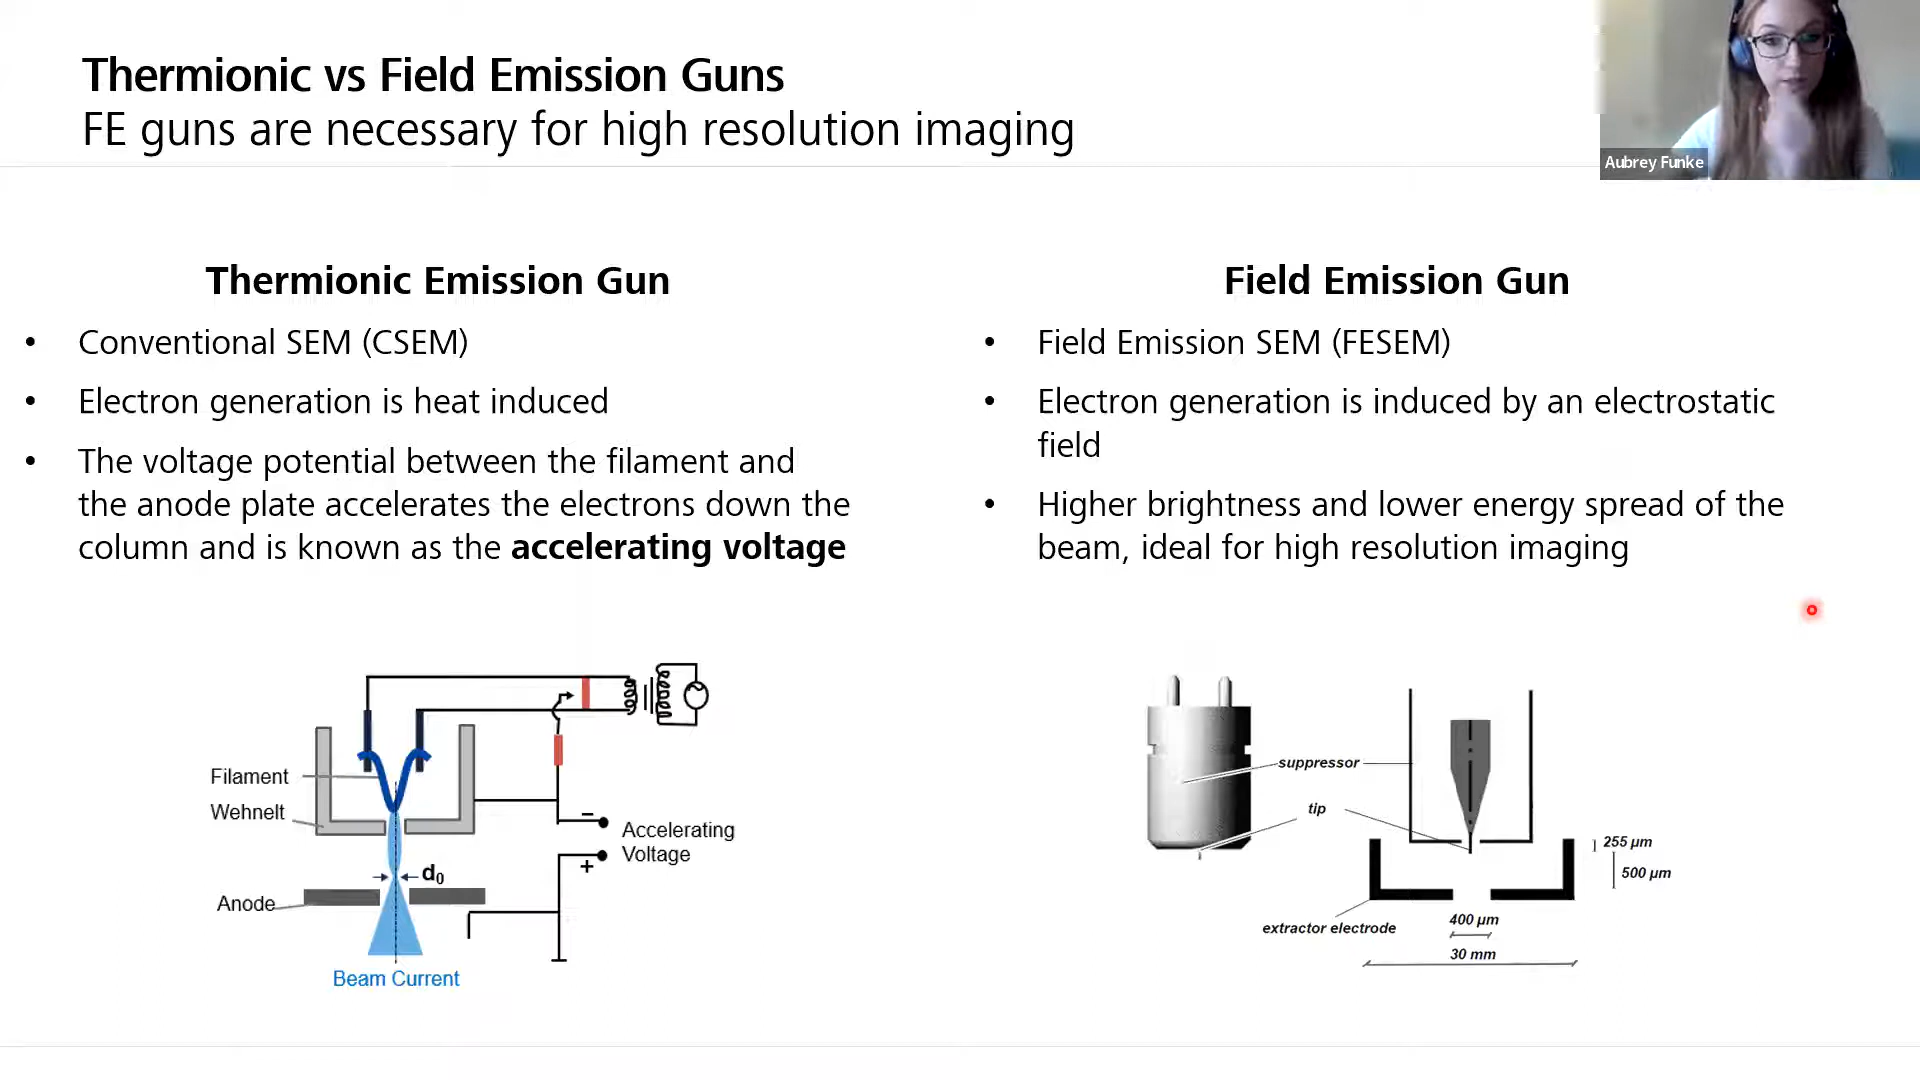 Thermionic vs Field Emission Guns
FE guns are necessary for high resolution imaging
Aubrey Funke
Thermionic Emission Gun
• Conventional SEM (CSEM)
• Electron generation is heat induced
• The voltage potential between the filament and
the anode plate accelerates the electrons down the
column and is known as the accelerating voltage
Field Emission Gun
• Field Emission SEM (FESEM)
• Electron generation is induced by an electrostatic
field
• Higher brightness and lower energy spread of the
beam, ideal for high resolution imaging
Filament
Wehnelt
Anode
d0
−
+
Accelerating
Voltage
Beam Current
suppressor
tip
extractor electrode
255 µm
500 µm
400 µm
30 mm